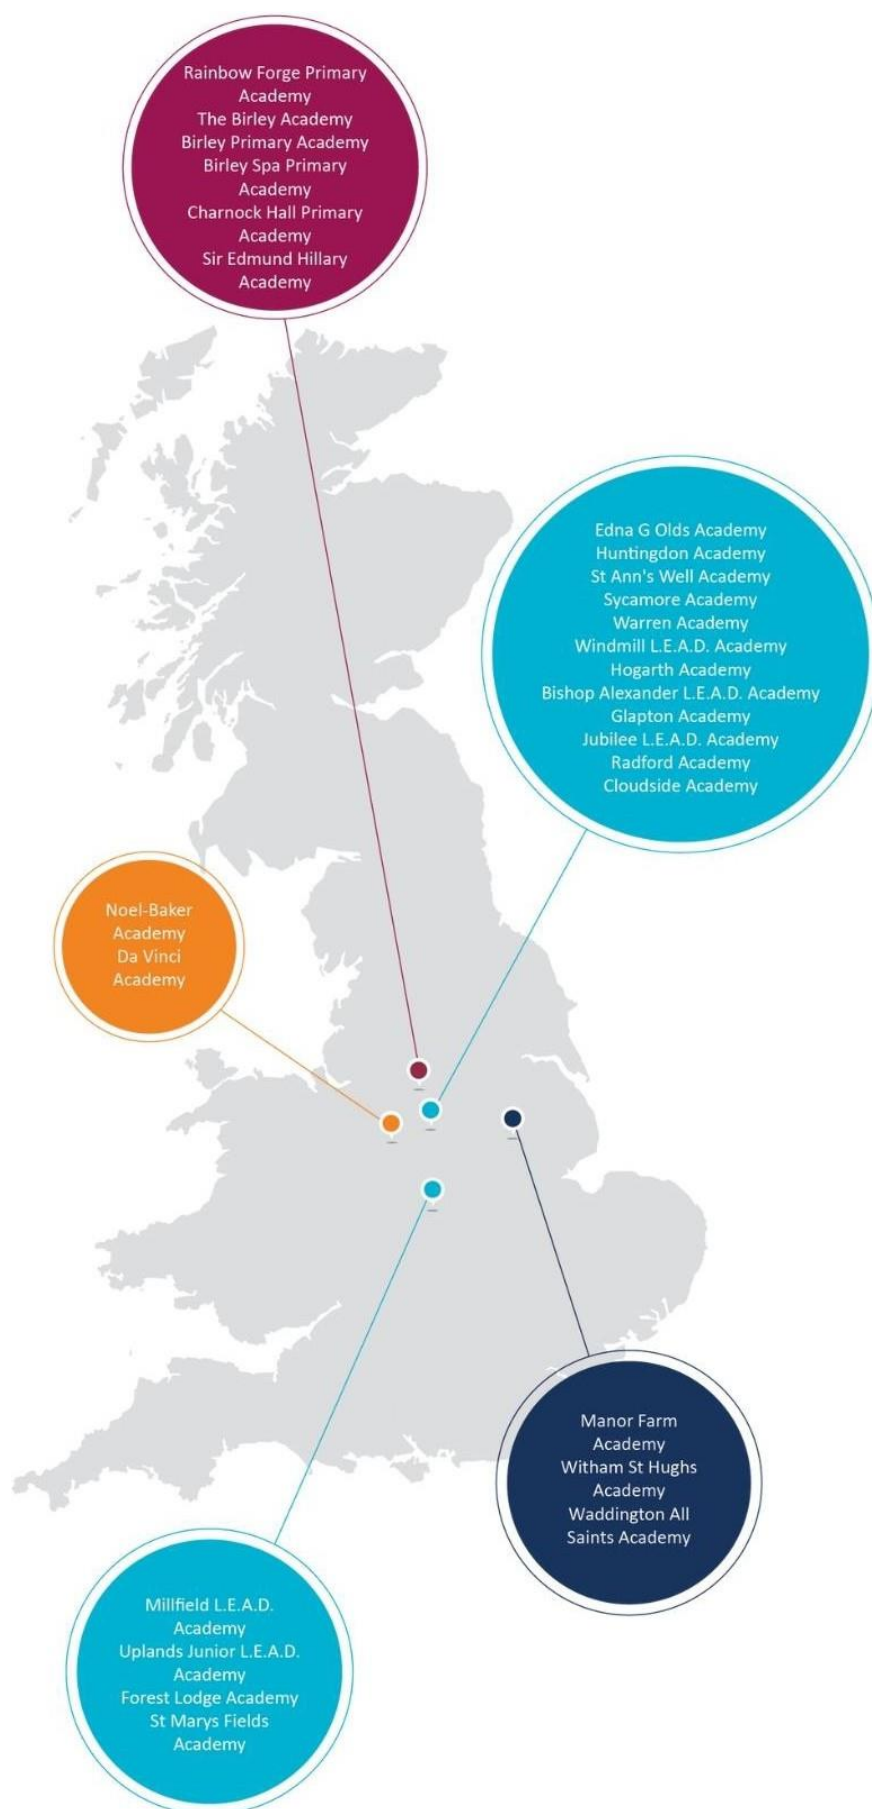 Rainbow Forge Primary
Academy
The Birley Academy
Birley Primary Academy
Birley Spa Primary
Academy
Charnock Hall Primary
Academy
Sir Edmund Hillary
Academy
Edna G Olds Academy
Huntingdon Academy
St Ann's Well Academy
Sycamore Academy
Warren Academy
Windmill L.E.A.D. Academy
Hogarth Academy
Bishop Alexander L.E.A.D. Academy
Glapton Academy
Jubilee L.E.A.D. Academy
Radford Academy
Cloudside Academy
Noel-Baker
Academy
Da Vinci
Academy
Manor Farm
Academy
Witham St Hughs
Academy
Waddington All
Saints Academy
Millfield L.E.A.D.
Academy
Uplands Junior L.E.A.D.
Academy
Forest Lodge Academy
St Marys Fields
Academy